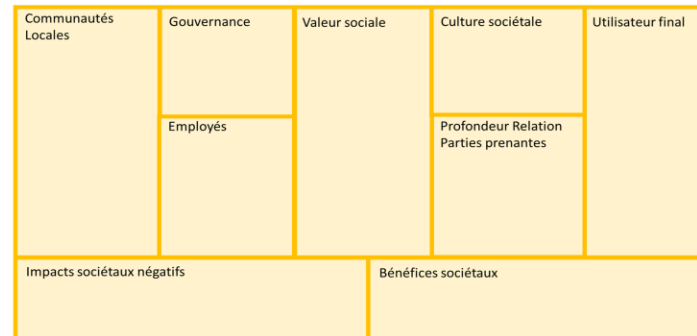 Communautés
Locales
Gouvernance
Employés
Valeur sociale
Culture sociétale
Profondeur Relation
Parties prenantes
Utilisateur final
Impacts sociétaux négatifs
Bénéfices sociétaux